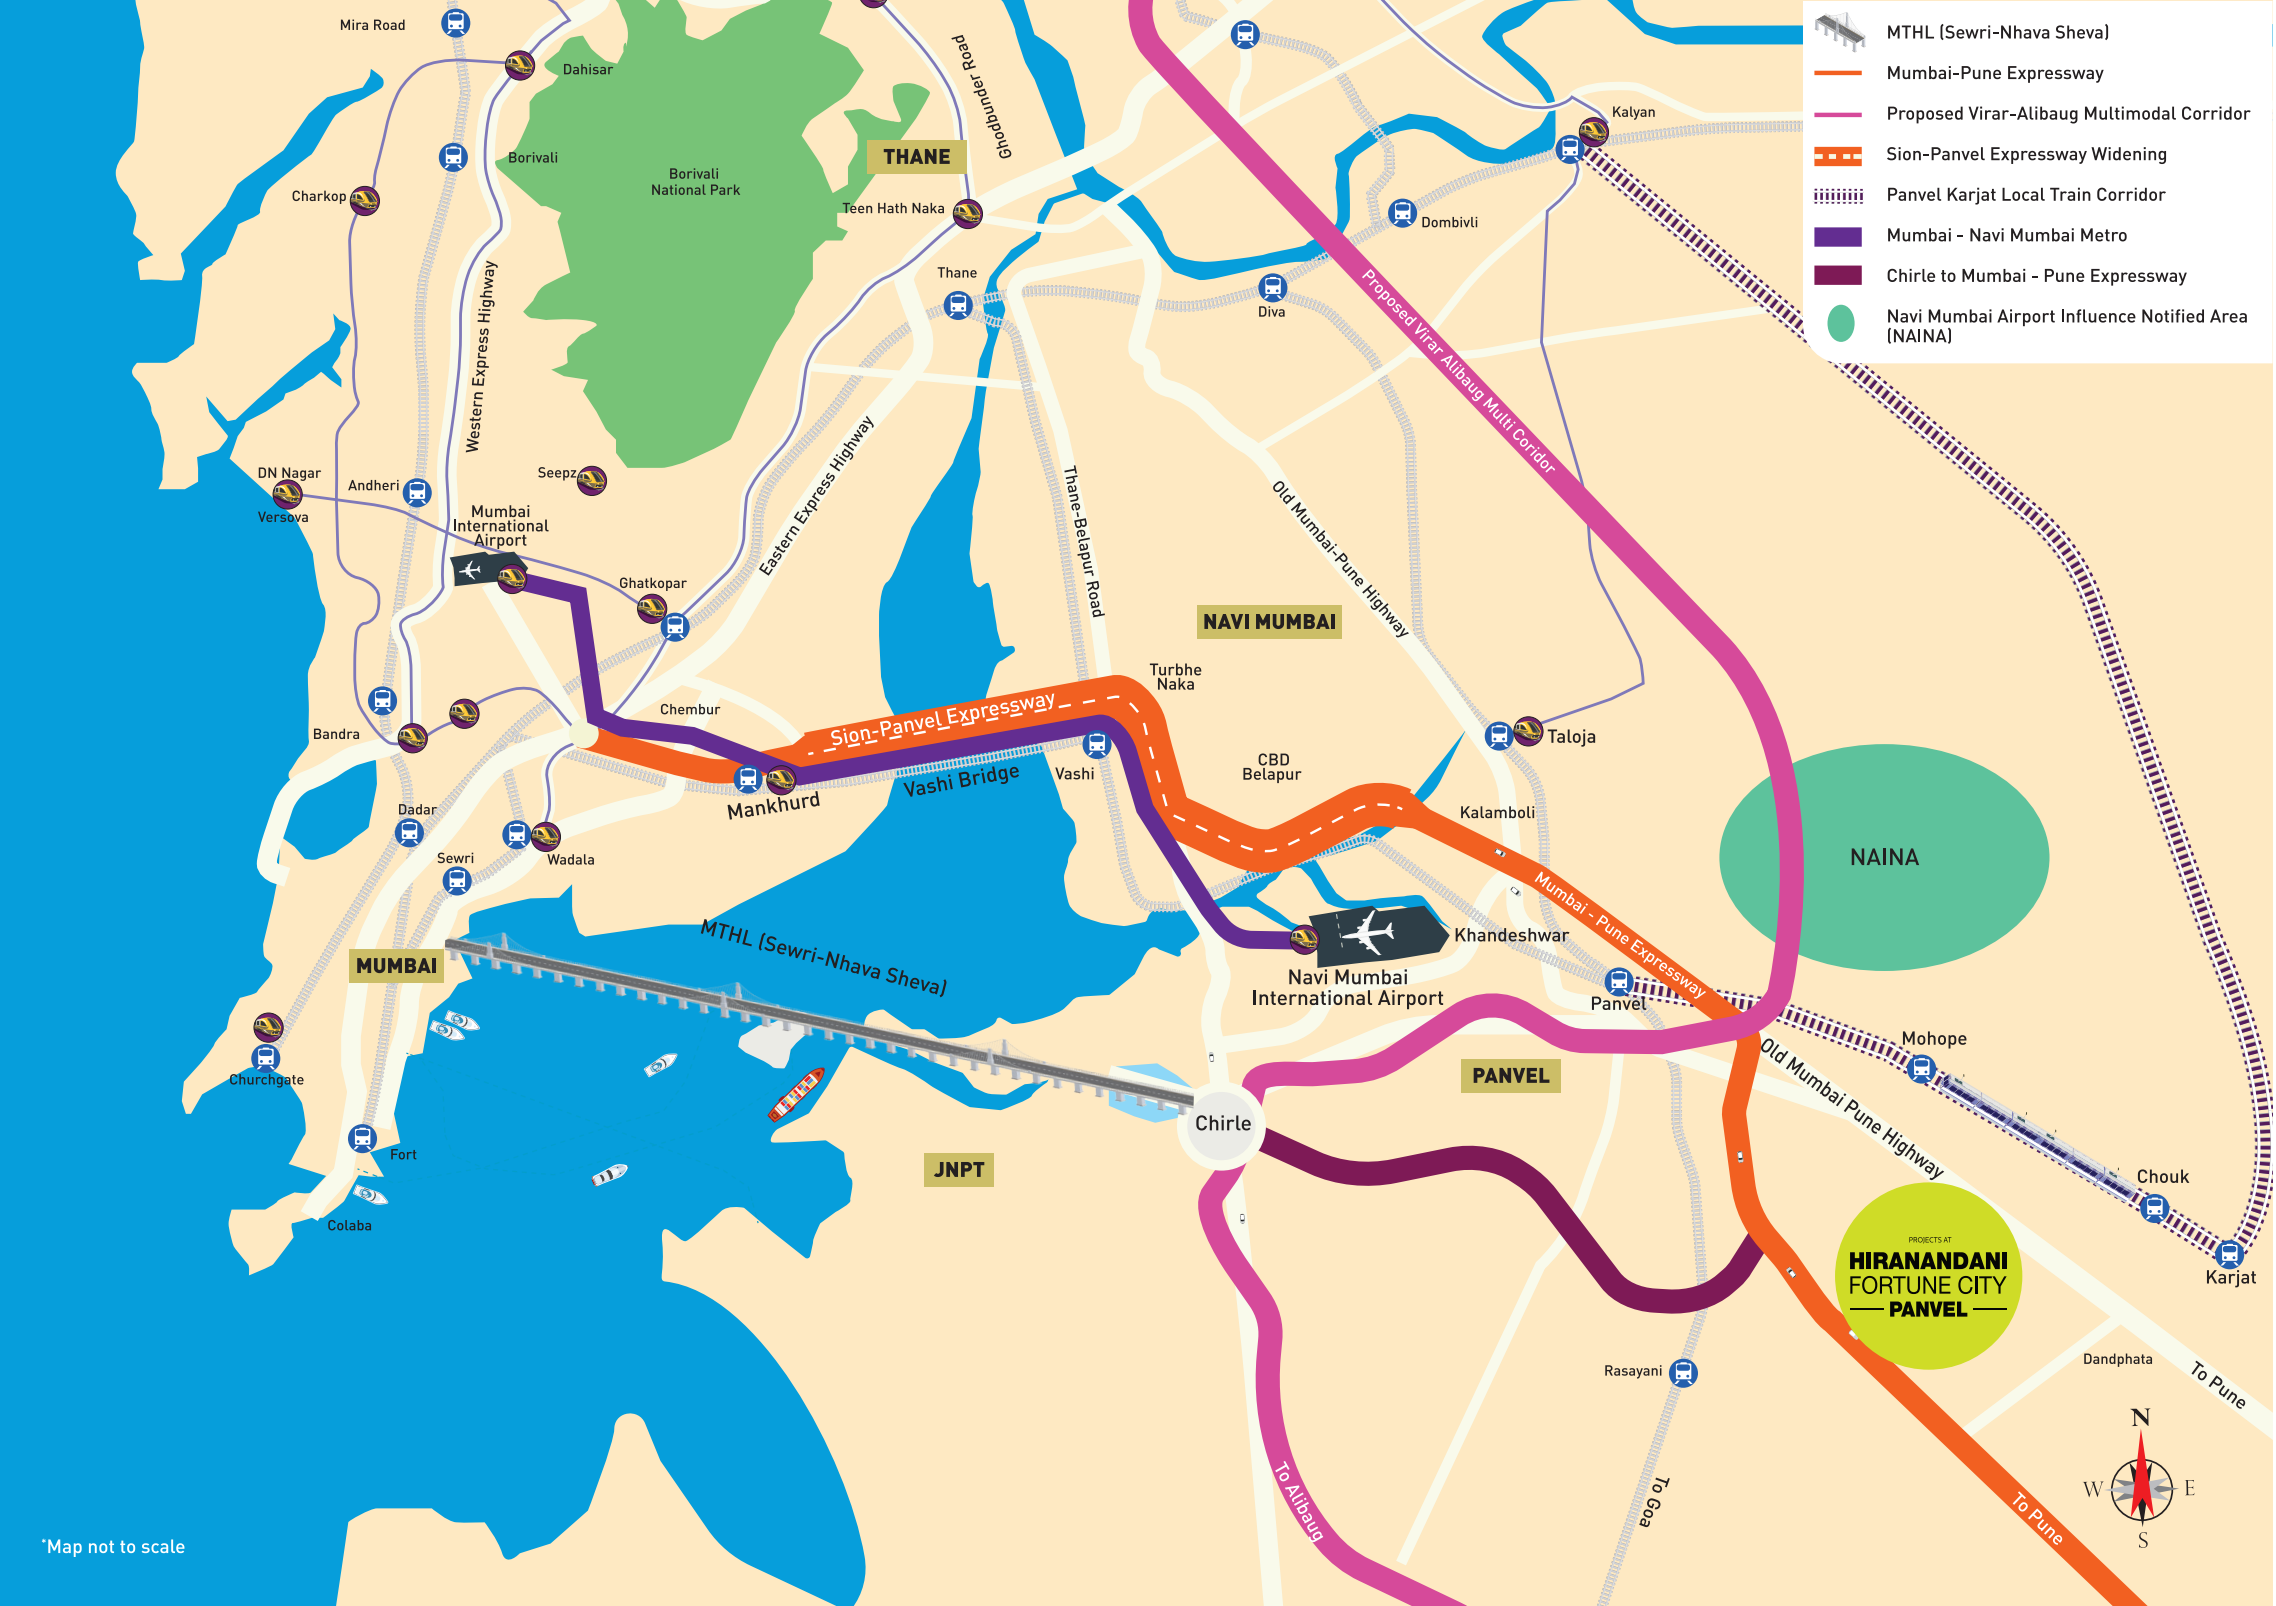 MTHL (Sewri-Nhava Sheva)
Mumbai-Pune Expressway
Proposed Virar-Alibaug Multimodal Corridor
Sion-Panvel Expressway Widening
Panvel Karjat Local Train Corridor
Mumbai - Navi Mumbai Metro
Chirle to Mumbai - Pune Expressway
Navi Mumbai Airport Influence Notified Area
(NAINA)
Mira Road
Dahisar
Ghodbunder Road
Kalyan
THANE
Borivali
Borivali
National Park
Charkop
Teen Hath Naka
Dombivli
Thane
Diva
Western Express Highway
Proposed Virar Alibaug Multi Coridor
DN Nagar
Versova
Andheri
Seepz
Mumbai
International
Airport
Eastern Express Highway
Thane-Belapur Road
Old Mumbai-Pune Highway
Ghatkopar
NAVI MUMBAI
Turbhe
Naka
Chembur
Sion-Panvel Expressway
Bandra
Taloja
Vashi
CBD
Belapur
Vashi Bridge
Mankhurd
Kalamboli
Dadar
Sewri
Wadala
NAINA
Mumbai - Pune Expressway
MTHL (Sewri-Nhava Sheva)
Khandeshwar
MUMBAI
Navi Mumbai
International Airport
Panvel
Mohope
Churchgate
PANVEL
Old Mumbai Pune Highway
Chirle
Fort
JNPT
Chouk
Colaba
PROJECTS AT
HIRANANDANI
FORTUNE CITY
PANVEL
Karjat
Rasayani
Dandphata
To Pune
N
W
E
S
To Alibaug
To Goa
To Pune
*Map not to scale